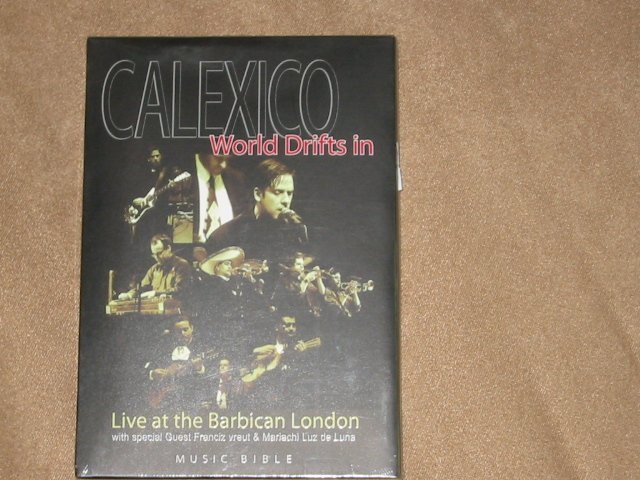 CALEXICO
World Drifts in
Live at the Barbican London
with special Guest Franciz vreut & Mariachi Luz de Luna
MUSIC BIBLE